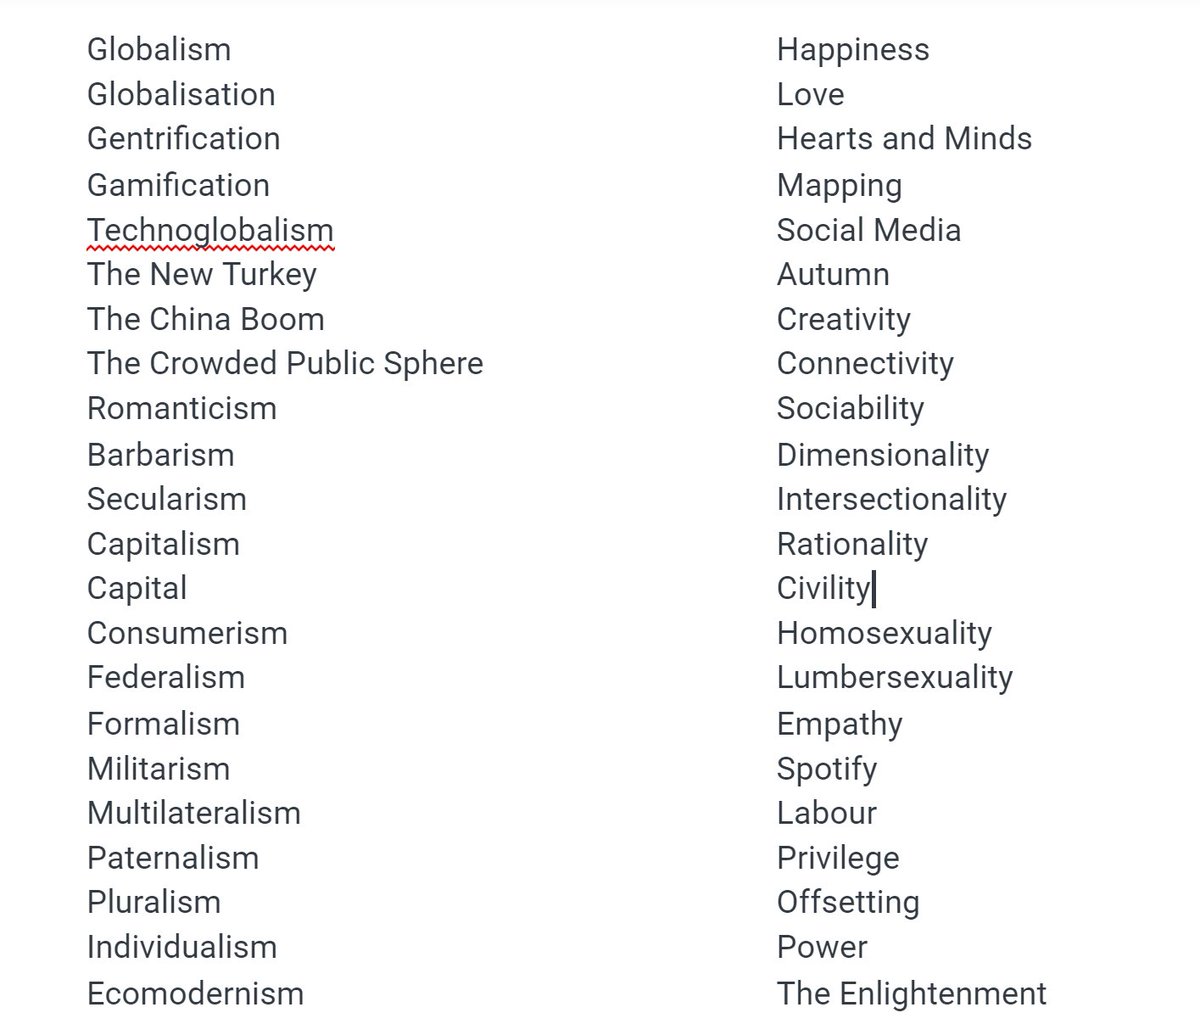 Globalism
Globalisation
Gentrification
Gamification
Technoglobalism
The New Turkey
The China Boom
The Crowded Public Sphere
Romanticism
Barbarism
Secularism
Capitalism
Capital
Consumerism
Federalism
Formalism
Militarism
Multilateralism
Paternalism
Pluralism
Individualism
Ecomodernism
Happiness
Love
Hearts and Minds
Mapping
Social Media
Autumn
Creativity
Connectivity
Sociability
Dimensionality
Intersectionality
Rationality
Civility
Homosexuality
Lumbersexuality
Empathy
Spotify
Labour
Privilege
Offsetting
Power
The Enlightenment